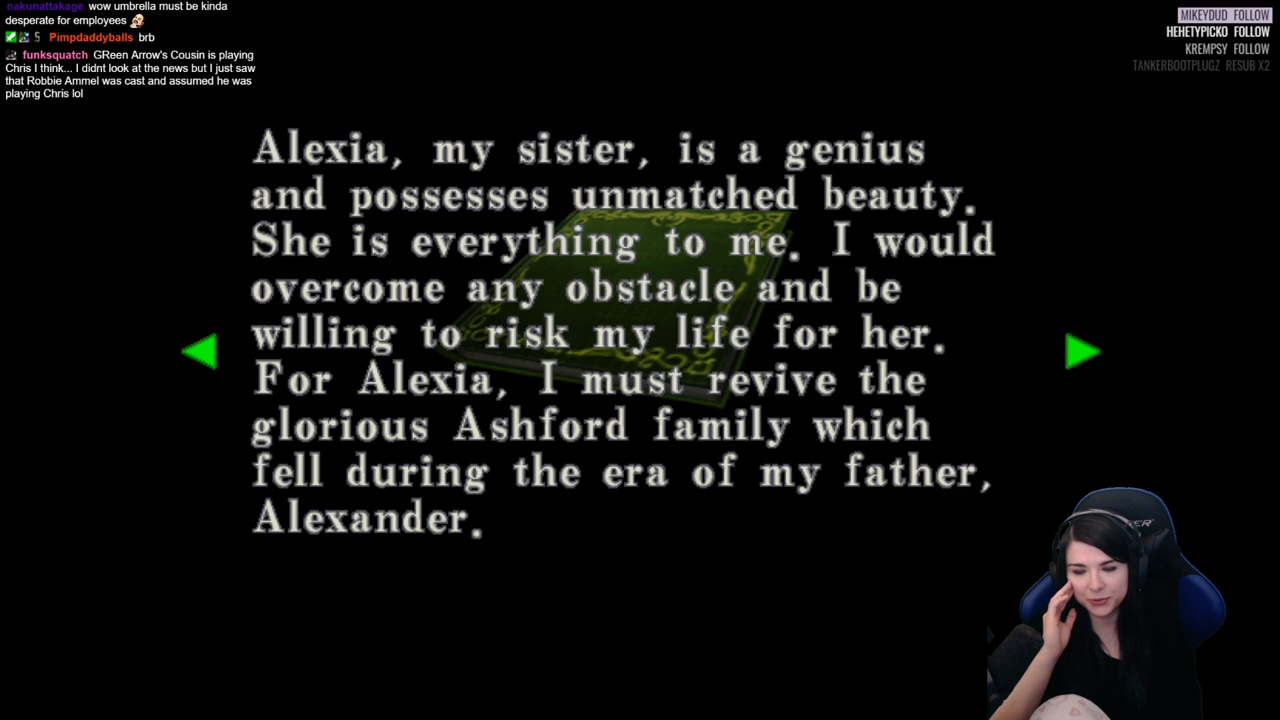 nakunattakage wow umbrella must be kinda
desperate for employees
Pimpdaddyballs brb
funksquatch GReen Arrow's Cousin is playing
Chris I think... I didnt look at the news but I just saw
that Robbie Ammel was cast and assumed he was
playing Chris lol
MIKEYDUD FOLLOW
HEHETYPICKO FOLLOW
KREMPSY FOLLOW
TANKERBOOTPLUGZ RESUB X2
Alexia, my sister, is a genius
and possesses unmatched beauty.
She is everything to me. I would
overcome any obstacle and be
willing to risk my life for her.
For Alexia, I must revive the
glorious Ashford family which
fell during the era of my father,
Alexander.